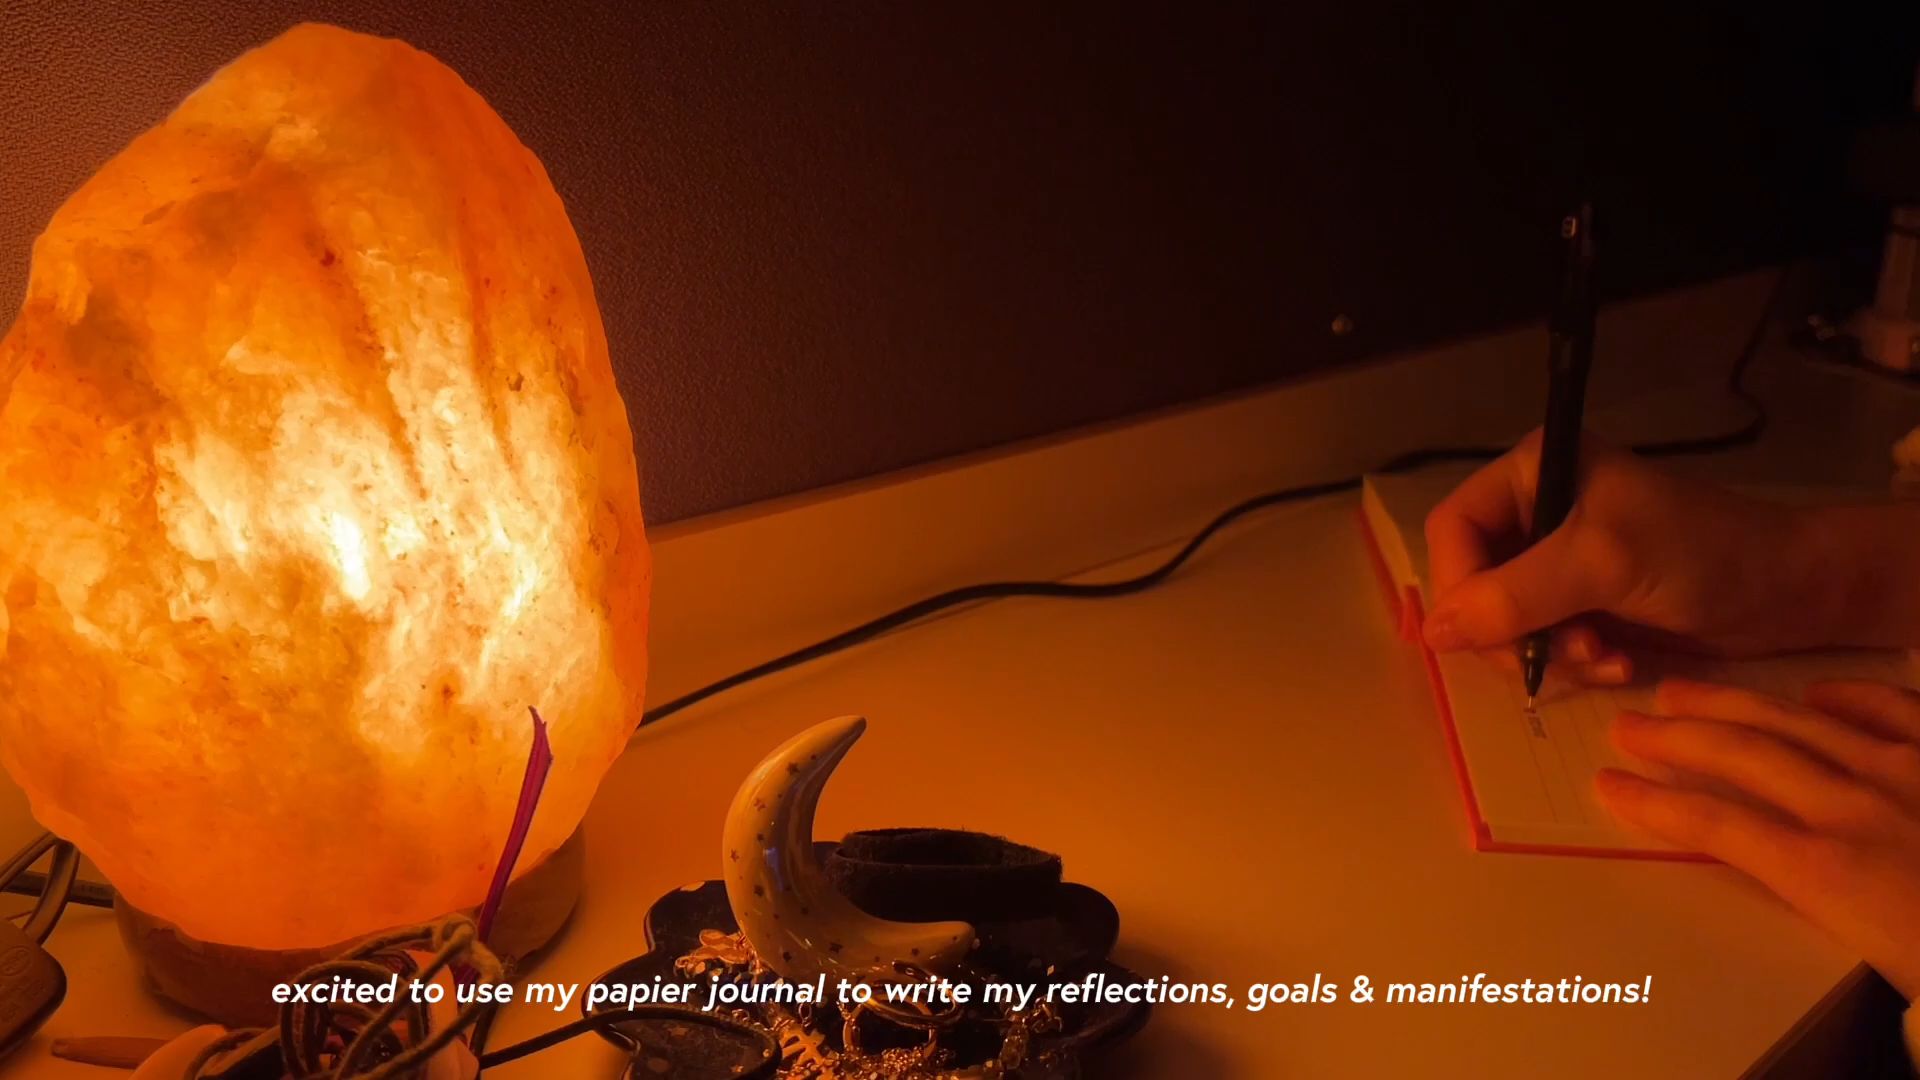 excited to use my papier journal to write my reflections, goals & manifestations!